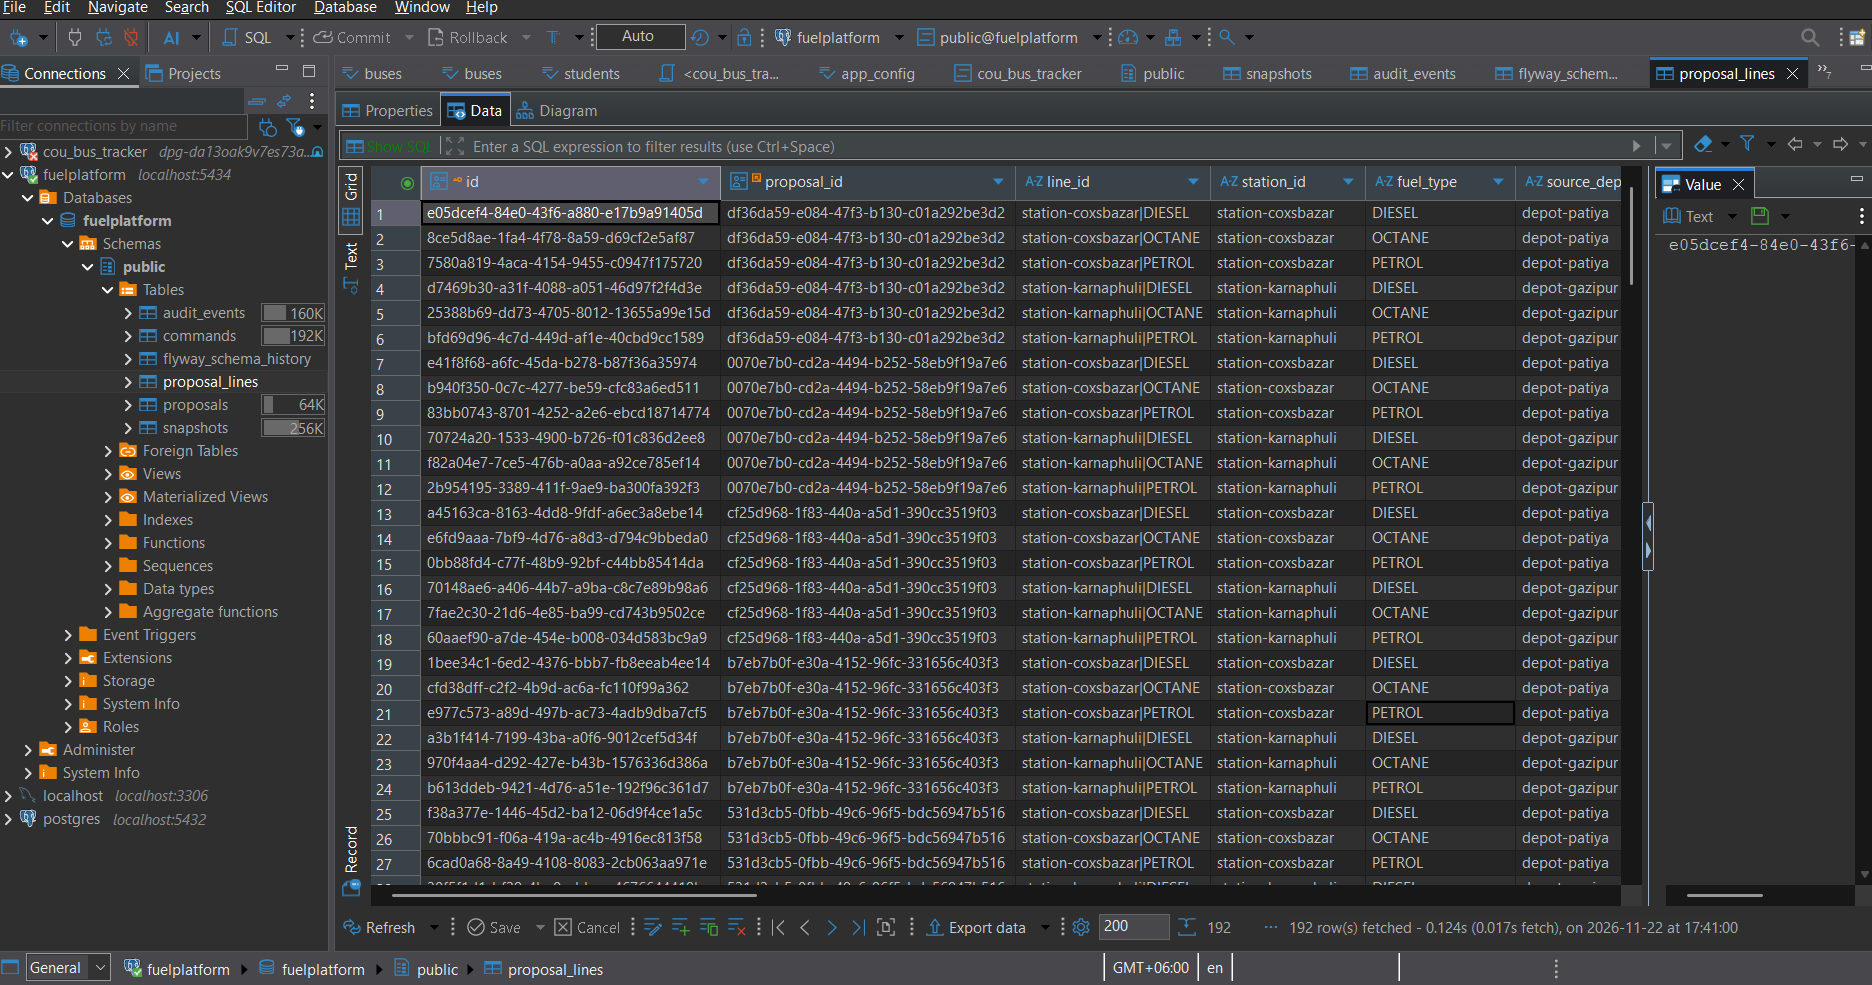 File Edit Navigate Search SQL Editor Database Window Help
AI SQL Commit Rollback T Auto fuelplatform public@fuelplatform
Connections Projects
buses buses students <cou_bus_tra... app_config cou_bus_tracker public snapshots audit_events flyway_schem... proposal_lines »7
Properties Data Diagram
Filter connections by name
Show SQL Enter a SQL expression to filter results (use Ctrl+Space)
cou_bus_tracker dpg-da13oak9v7es73a...
fuelplatform localhost:5434
Databases
fuelplatform
Schemas
public
Tables
audit_events 160K
commands 192K
flyway_schema_history
proposal_lines
proposals 64K
snapshots 256K
Foreign Tables
Views
Materialized Views
Indexes
Functions
Sequences
Data types
Aggregate functions
Event Triggers
Extensions
Storage
System Info
Roles
Administer
System Info
localhost localhost:3306
postgres localhost:5432
Grid
Text
Record
id proposal_id A-Z line_id A-Z station_id A-Z fuel_type A-Z source_dep
1 e05dcef4-84e0-43f6-a880-e17b9a91405d df36da59-e084-47f3-b130-c01a292be3d2 station-coxsbazar|DIESEL station-coxsbazar DIESEL depot-patiya
2 8ce5d8ae-1fa4-4f78-8a59-d69cf2e5af87 df36da59-e084-47f3-b130-c01a292be3d2 station-coxsbazar|OCTANE station-coxsbazar OCTANE depot-patiya
3 7580a819-4aca-4154-9455-c0947f175720 df36da59-e084-47f3-b130-c01a292be3d2 station-coxsbazar|PETROL station-coxsbazar PETROL depot-patiya
4 d7469b30-a31f-4088-a051-46d97f2f4d3e df36da59-e084-47f3-b130-c01a292be3d2 station-karnaphuli|DIESEL station-karnaphuli DIESEL depot-gazipur
5 25388b69-dd73-4705-8012-13655a99e15d df36da59-e084-47f3-b130-c01a292be3d2 station-karnaphuli|OCTANE station-karnaphuli OCTANE depot-gazipur
6 bfd69d96-4c7d-449d-af1e-40cbd9cc1589 df36da59-e084-47f3-b130-c01a292be3d2 station-karnaphuli|PETROL station-karnaphuli PETROL depot-gazipur
7 e41f8f68-a6fc-45da-b278-b87f36a35974 0070e7b0-cd2a-4494-b252-58eb9f19a7e6 station-coxsbazar|DIESEL station-coxsbazar DIESEL depot-patiya
8 b940f350-0c7c-4277-be59-cfc83a6ed511 0070e7b0-cd2a-4494-b252-58eb9f19a7e6 station-coxsbazar|OCTANE station-coxsbazar OCTANE depot-patiya
9 83bb0743-8701-4252-a2e6-ebcd18714774 0070e7b0-cd2a-4494-b252-58eb9f19a7e6 station-coxsbazar|PETROL station-coxsbazar PETROL depot-patiya
10 70724a20-1533-4900-b726-f01c836d2ee8 0070e7b0-cd2a-4494-b252-58eb9f19a7e6 station-karnaphuli|DIESEL station-karnaphuli DIESEL depot-gazipur
11 f82a04e7-7ce5-476b-a0aa-a92ce785ef14 0070e7b0-cd2a-4494-b252-58eb9f19a7e6 station-karnaphuli|OCTANE station-karnaphuli OCTANE depot-gazipur
12 2b954195-3389-411f-9ae9-ba300fa392f3 0070e7b0-cd2a-4494-b252-58eb9f19a7e6 station-karnaphuli|PETROL station-karnaphuli PETROL depot-gazipur
13 a45163ca-8163-4dd8-9fdf-a6ec3a8ebe14 cf25d968-1f83-440a-a5d1-390cc3519f03 station-coxsbazar|DIESEL station-coxsbazar DIESEL depot-patiya
14 e6fd9aaa-7bf9-4d76-a8d3-d794c9bbeda0 cf25d968-1f83-440a-a5d1-390cc3519f03 station-coxsbazar|OCTANE station-coxsbazar OCTANE depot-patiya
15 0bb88fd4-c77f-48b9-92bf-c44bb85414da cf25d968-1f83-440a-a5d1-390cc3519f03 station-coxsbazar|PETROL station-coxsbazar PETROL depot-patiya
16 70148ae6-a406-44b7-a9ba-c8c7e89b98a6 cf25d968-1f83-440a-a5d1-390cc3519f03 station-karnaphuli|DIESEL station-karnaphuli DIESEL depot-gazipur
17 7fae2c30-21d6-4e85-ba99-cd743b9502ce cf25d968-1f83-440a-a5d1-390cc3519f03 station-karnaphuli|OCTANE station-karnaphuli OCTANE depot-gazipur
18 60aaef90-a7de-454e-b008-034d583bc9a9 cf25d968-1f83-440a-a5d1-390cc3519f03 station-karnaphuli|PETROL station-karnaphuli PETROL depot-gazipur
19 1bee34c1-6ed2-4376-bbb7-fb8eeab4ee14 b7eb7b0f-e30a-4152-96fc-331656c403f3 station-coxsbazar|DIESEL station-coxsbazar DIESEL depot-patiya
20 cfd38dff-c2f2-4b9d-ac6a-fc110f99a362 b7eb7b0f-e30a-4152-96fc-331656c403f3 station-coxsbazar|OCTANE station-coxsbazar OCTANE depot-patiya
21 e977c573-a89d-497b-ac73-4adb9dba7cf5 b7eb7b0f-e30a-4152-96fc-331656c403f3 station-coxsbazar|PETROL station-coxsbazar PETROL depot-patiya
22 a3b1f414-7199-43ba-a0f6-9012cef5d34f b7eb7b0f-e30a-4152-96fc-331656c403f3 station-karnaphuli|DIESEL station-karnaphuli DIESEL depot-gazipur
23 970f4aa4-d292-427e-b43b-1576336d386a b7eb7b0f-e30a-4152-96fc-331656c403f3 station-karnaphuli|OCTANE station-karnaphuli OCTANE depot-gazipur
24 b613ddeb-9421-4d76-a51e-192f96c361d7 b7eb7b0f-e30a-4152-96fc-331656c403f3 station-karnaphuli|PETROL station-karnaphuli PETROL depot-gazipur
25 f38a377e-1446-45d2-ba12-06d9f4ce1a5c 531d3cb5-0fbb-49c6-96f5-bdc56947b516 station-coxsbazar|DIESEL station-coxsbazar DIESEL depot-patiya
26 70bbbc91-f06a-419a-ac4b-4916ec813f58 531d3cb5-0fbb-49c6-96f5-bdc56947b516 station-coxsbazar|OCTANE station-coxsbazar OCTANE depot-patiya
27 6cad0a68-8a49-4108-8083-2cb063aa971e 531d3cb5-0fbb-49c6-96f5-bdc56947b516 station-coxsbazar|PETROL station-coxsbazar PETROL depot-patiya
Value
Text
e05dcef4-84e0-43f6-
Refresh Save Cancel Export data 200 192 ··· 192 row(s) fetched - 0.124s (0.017s fetch), on 2026-11-22 at 17:41:00
General fuelplatform fuelplatform public proposal_lines GMT+06:00 en